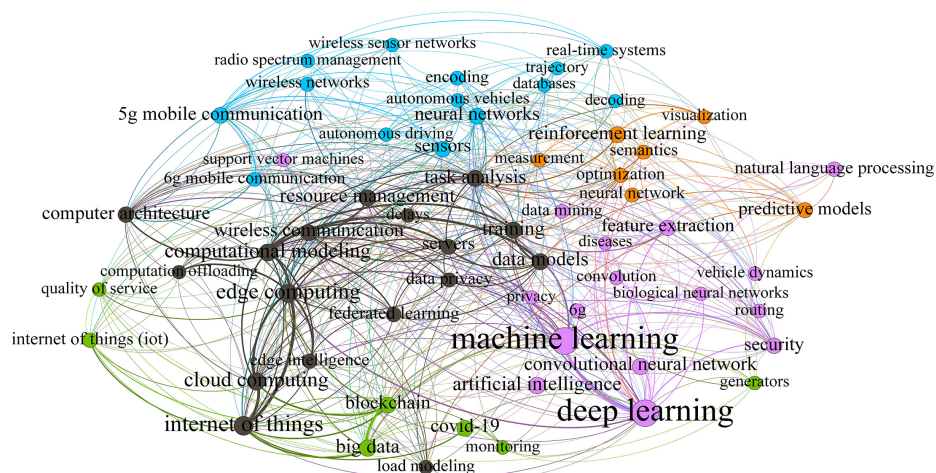 wireless sensor networks
real-time systems
radio spectrum management
trajectory
wireless networks
encoding
databases
autonomous vehicles
decoding
5g mobile communication
neural networks
visualization
autonomous driving
reinforcement learning
sensors
semantics
support vector machines
measurement
natural language processing
6g mobile communication
task analysis
optimization
resource management
neural network
computer architecture
delays
data mining
predictive models
wireless communication
training
feature extraction
computational modeling
servers
diseases
data models
computation offloading
data privacy
convolution
vehicle dynamics
quality of service
edge computing
privacy
biological neural networks
federated learning
6g
routing
internet of things (iot)
machine learning
security
edge intelligence
convolutional neural network
cloud computing
artificial intelligence
generators
blockchain
deep learning
internet of things
covid-19
big data
monitoring
load modeling